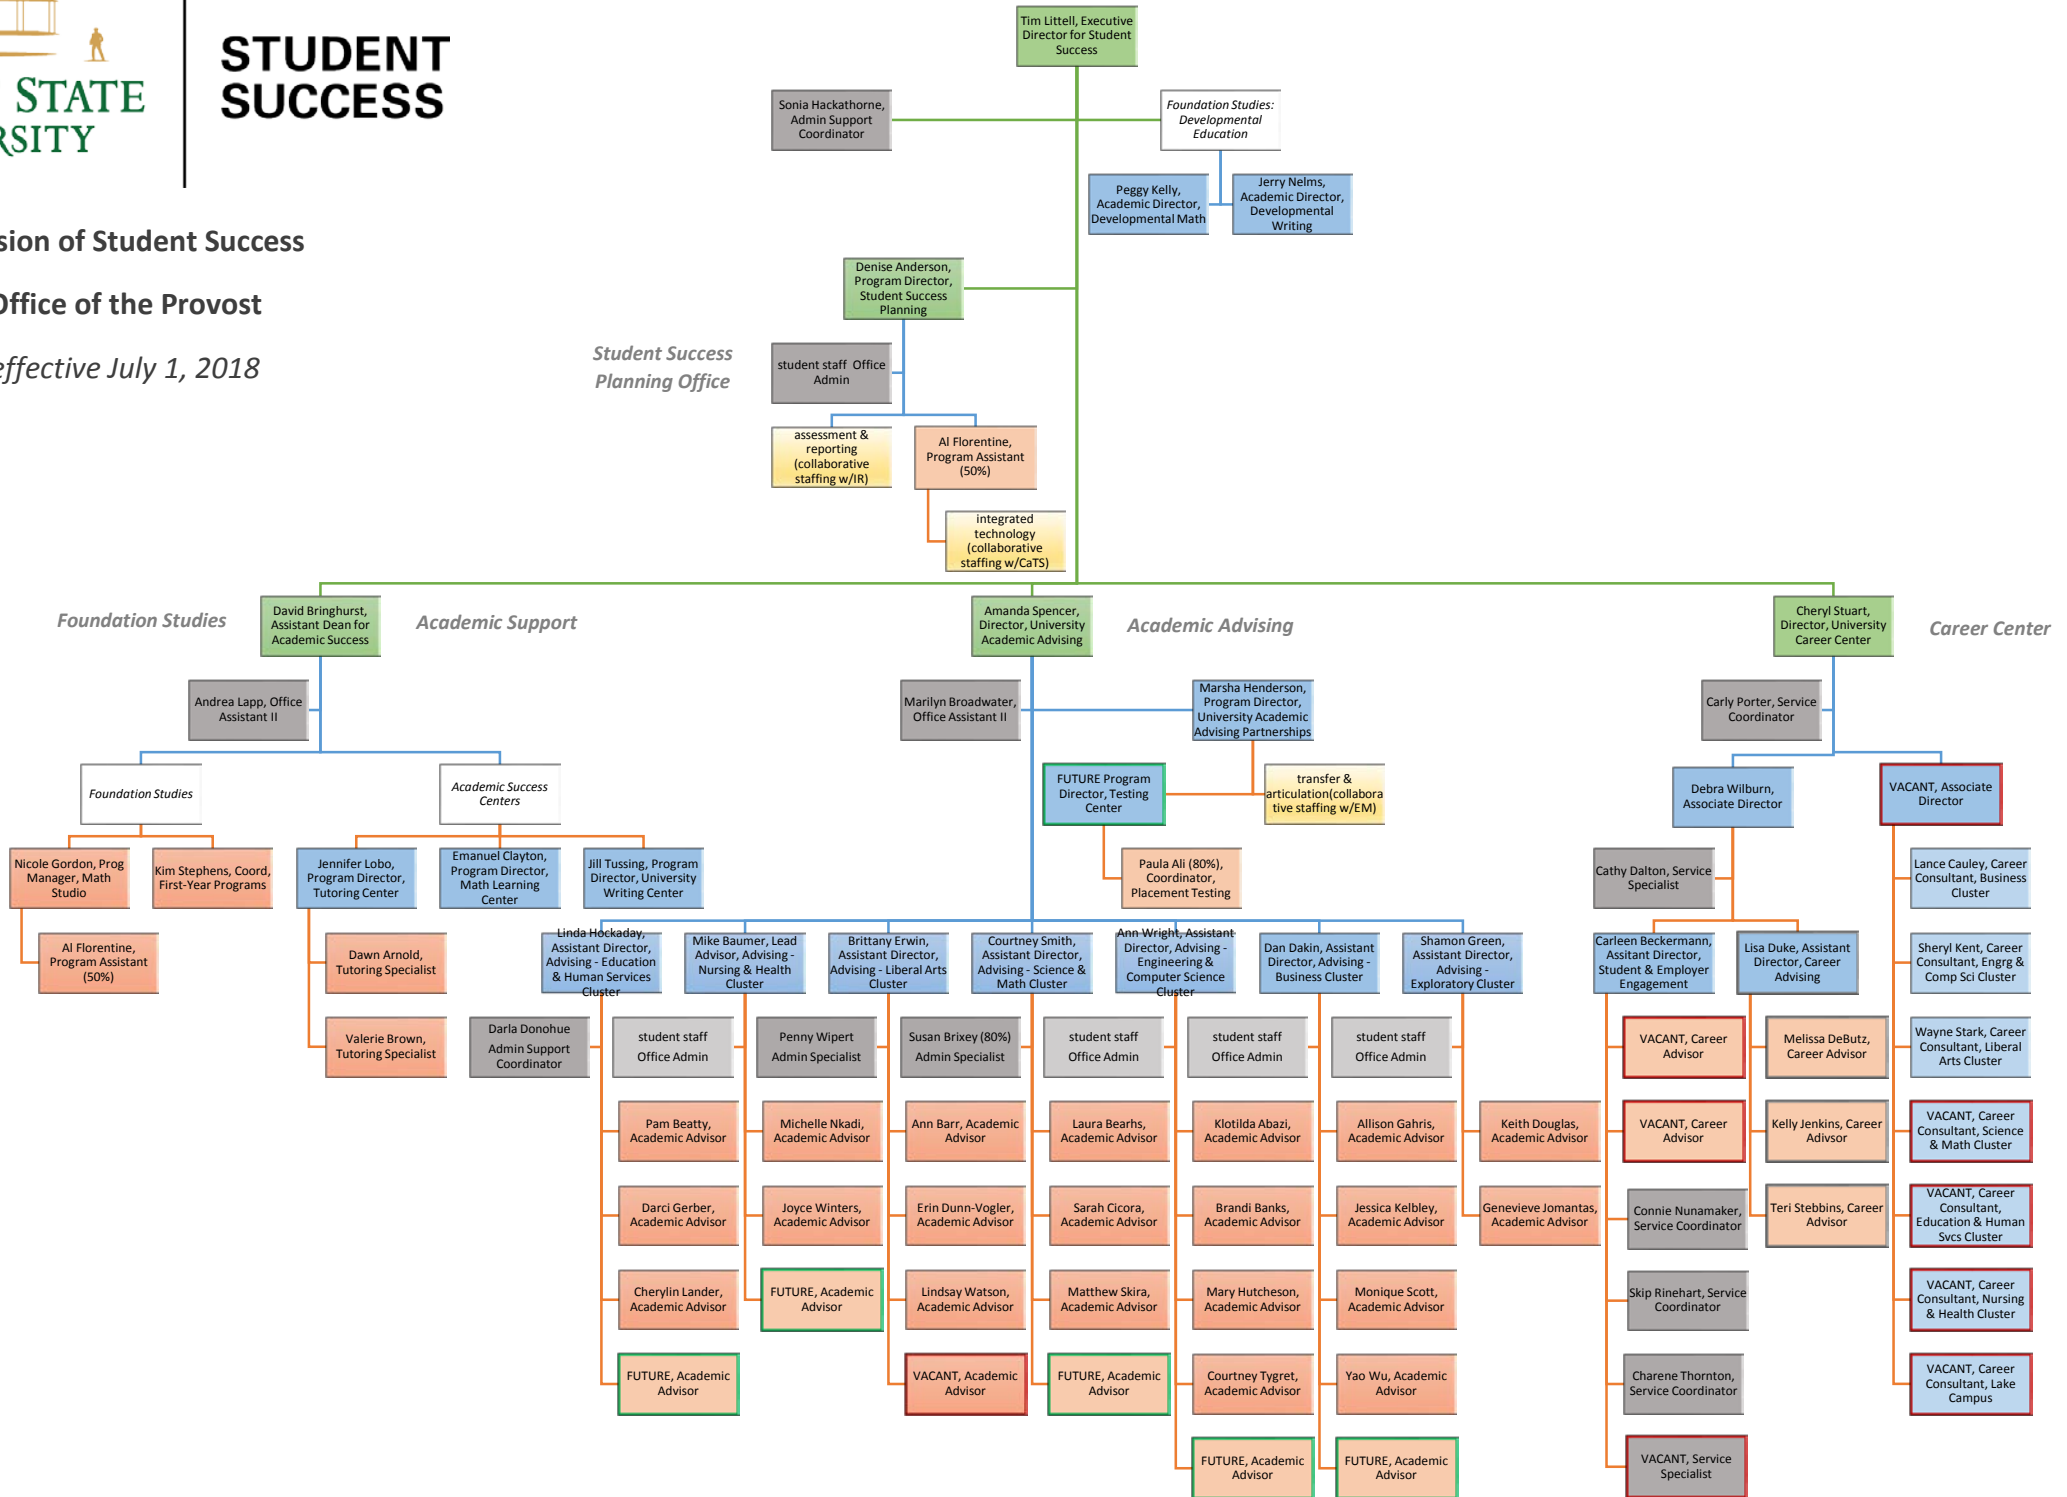 STATE
RSITY
STUDENT
SUCCESS
sion of Student Success
Office of the Provost
effective July 1, 2018
Tim Littell, Executive
Director for Student
Success
Sonia Hackathorne,
Admin Support
Coordinator
Foundation Studies:
Developmental
Education
Peggy Kelly,
Academic Director,
Developmental Math
Jerry Nelms,
Academic Director,
Developmental
Writing
Denise Anderson,
Program Director,
Student Success
Planning
Student Success
Planning Office
student staff Office
Admin
assessment &
reporting
(collaborative
staffing w/IR)
Al Florentine,
Program Assistant
(50%)
integrated
technology
(collaborative
staffing w/CaTS)
Foundation Studies
David Bringhurst,
Assistant Dean for
Academic Success
Academic Support
Amanda Spencer,
Director, University
Academic Advising
Academic Advising
Cheryl Stuart,
Director, University
Career Center
Career Center
Andrea Lapp, Office
Assistant II
Marilyn Broadwater,
Office Assistant II
Marsha Henderson,
Program Director,
University Academic
Advising Partnerships
Carly Porter, Service
Coordinator
Foundation Studies
Academic Success
Centers
FUTURE Program
Director, Testing
Center
transfer &
articulation(collabora
tive staffing w/EM)
Debra Wilburn,
Associate Director
VACANT, Associate
Director
Nicole Gordon, Prog
Manager, Math
Studio
Kim Stephens, Coord,
First-Year Programs
Jennifer Lobo,
Program Director,
Tutoring Center
Emanuel Clayton,
Program Director,
Math Learning
Center
Jill Tussing, Program
Director, University
Writing Center
Paula Ali (80%),
Coordinator,
Placement Testing
Cathy Dalton, Service
Specialist
Lance Cauley, Career
Consultant, Business
Cluster
Al Florentine,
Program Assistant
(50%)
Dawn Arnold,
Tutoring Specialist
Linda Hockaday,
Assistant Director,
Advising - Education
& Human Services
Cluster
Mike Baumer, Lead
Advisor, Advising -
Nursing & Health
Cluster
Brittany Erwin,
Assistant Director,
Advising - Liberal Arts
Cluster
Courtney Smith,
Assistant Director,
Advising - Science &
Math Cluster
Ann Wright, Assistant
Director, Advising -
Engineering &
Computer Science
Cluster
Dan Dakin, Assistant
Director, Advising -
Business Cluster
Shamon Green,
Assistant Director,
Advising -
Exploratory Cluster
Carleen Beckermann,
Assitant Director,
Student & Employer
Engagement
Lisa Duke, Assistant
Director, Career
Advising
Sheryl Kent, Career
Consultant, Engrg &
Comp Sci Cluster
Valerie Brown,
Tutoring Specialist
Darla Donohue
Admin Support
Coordinator
student staff
Office Admin
Penny Wipert
Admin Specialist
Susan Brixey (80%)
Admin Specialist
student staff
Office Admin
student staff
Office Admin
student staff
Office Admin
VACANT, Career
Advisor
Melissa DeButz,
Career Advisor
Wayne Stark, Career
Consultant, Liberal
Arts Cluster
Pam Beatty,
Academic Advisor
Michelle Nkadi,
Academic Advisor
Ann Barr, Academic
Advisor
Laura Bearhs,
Academic Advisor
Klotilda Abazi,
Academic Advisor
Allison Gahris,
Academic Advisor
Keith Douglas,
Academic Advisor
VACANT, Career
Advisor
Kelly Jenkins, Career
Adivsor
VACANT, Career
Consultant, Science
& Math Cluster
Darci Gerber,
Academic Advisor
Joyce Winters,
Academic Advisor
Erin Dunn-Vogler,
Academic Advisor
Sarah Cicora,
Academic Advisor
Brandi Banks,
Academic Advisor
Jessica Kelbley,
Academic Advisor
Genevieve Jomantas,
Academic Advisor
Connie Nunamaker,
Service Coordinator
Teri Stebbins, Career
Advisor
VACANT, Career
Consultant,
Education & Human
Svcs Cluster
Cherylin Lander,
Academic Advisor
FUTURE, Academic
Advisor
Lindsay Watson,
Academic Advisor
Matthew Skira,
Academic Advisor
Mary Hutcheson,
Academic Advisor
Monique Scott,
Academic Advisor
Skip Rinehart, Service
Coordinator
VACANT, Career
Consultant, Nursing
& Health Cluster
FUTURE, Academic
Advisor
VACANT, Academic
Advisor
FUTURE, Academic
Advisor
Courtney Tygret,
Academic Advisor
Yao Wu, Academic
Advisor
Charene Thornton,
Service Coordinator
VACANT, Career
Consultant, Lake
Campus
FUTURE, Academic
Advisor
FUTURE, Academic
Advisor
VACANT, Service
Specialist